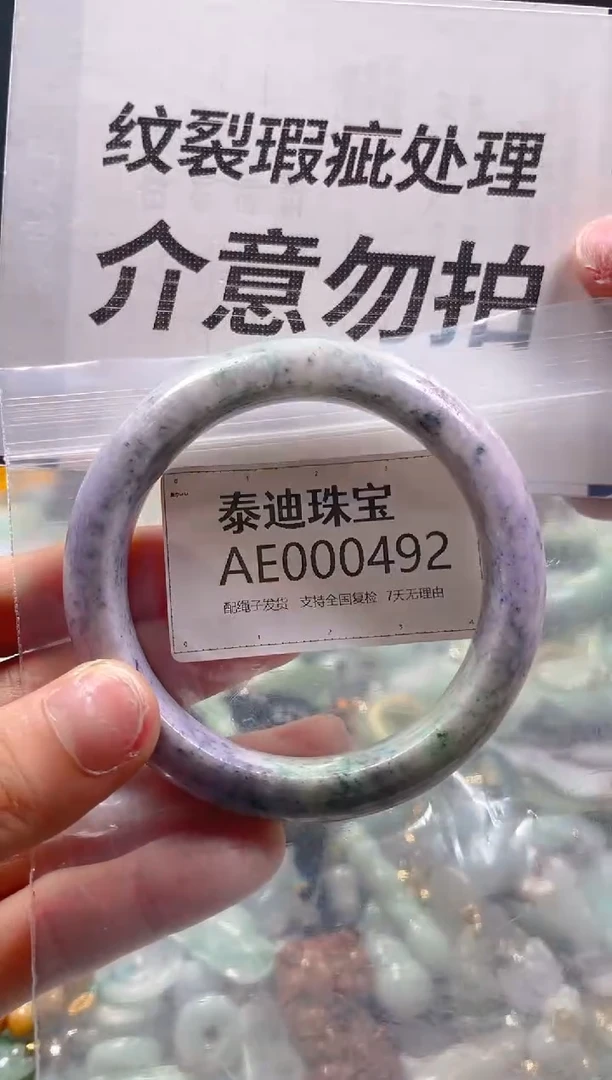 纹裂瑕疵处理
介意勿拍
泰迪珠宝
AE000492
配绳子发货 支持全国复检 7天无理由